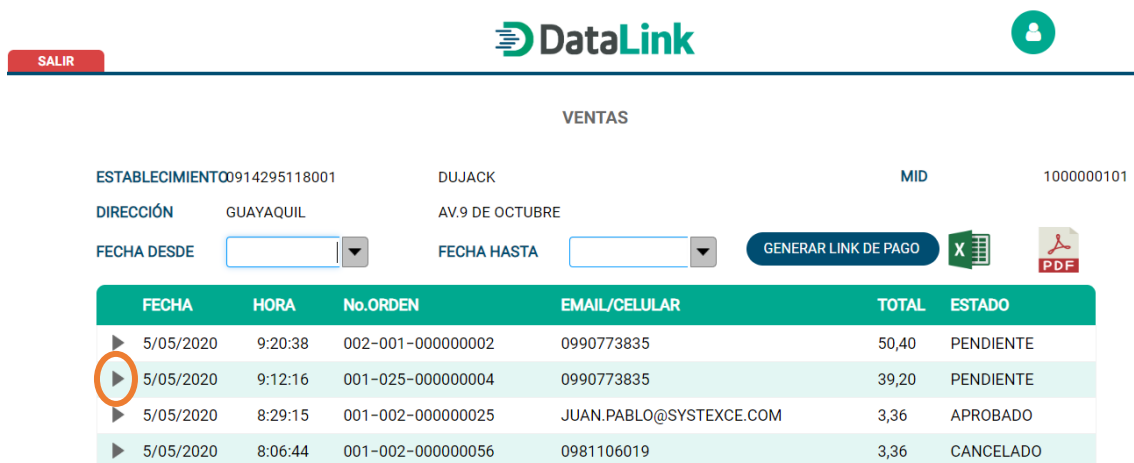 DataLink
SALIR
VENTAS
ESTABLECIMIENTO 0914295118001 DUJACK MID 1000000101
DIRECCIÓN GUAYAQUIL AV.9 DE OCTUBRE
FECHA DESDE FECHA HASTA GENERAR LINK DE PAGO X PDF
FECHA HORA No.ORDEN EMAIL/CELULAR TOTAL ESTADO
5/05/2020 9:20:38 002-001-000000002 0990773835 50,40 PENDIENTE
5/05/2020 9:12:16 001-025-000000004 0990773835 39,20 PENDIENTE
5/05/2020 8:29:15 001-002-000000025 JUAN.PABLO@SYSTEXCE.COM 3,36 APROBADO
5/05/2020 8:06:44 001-002-000000056 0981106019 3,36 CANCELADO